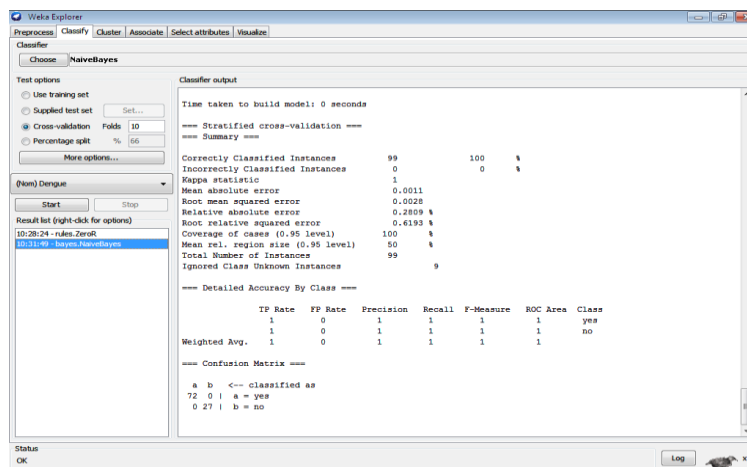 Weka Explorer
Preprocess Classify Cluster Associate Select attributes Visualize
Classifier
Choose NaiveBayes
Test options
Use training set
Supplied test set Set...
Cross-validation Folds 10
Percentage split % 66
More options...
(Nom) Dengue
Start Stop
Result list (right-click for options)
10:28:24 - rules.ZeroR
10:31:49 - bayes.NaiveBayes
Classifier output
Time taken to build model: 0 seconds
=== Stratified cross-validation ===
=== Summary ===
Correctly Classified Instances 99 100 %
Incorrectly Classified Instances 0 0 %
Kappa statistic 1
Mean absolute error 0.0011
Root mean squared error 0.0028
Relative absolute error 0.2809 %
Root relative squared error 0.6193 %
Coverage of cases (0.95 level) 100 %
Mean rel. region size (0.95 level) 50 %
Total Number of Instances 99
Ignored Class Unknown Instances 9
=== Detailed Accuracy By Class ===
TP Rate FP Rate Precision Recall F-Measure ROC Area Class
1 0 1 1 1 1 yes
1 0 1 1 1 1 no
Weighted Avg. 1 0 1 1 1 1
=== Confusion Matrix ===
a b <-- classified as
72 0 | a = yes
0 27 | b = no
Status
OK
Log
x